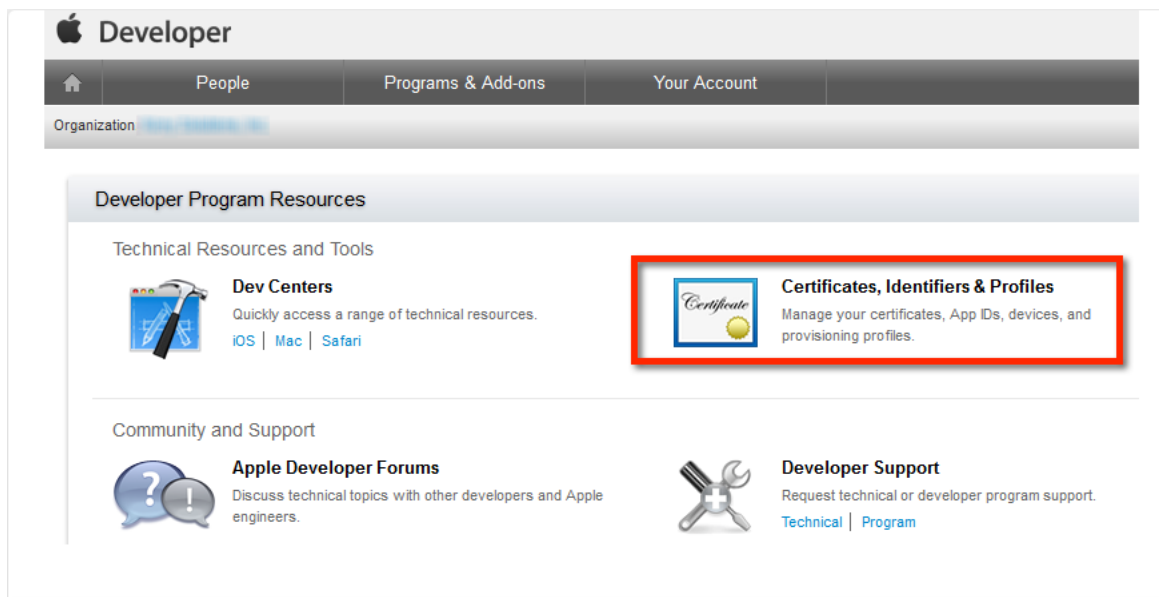 Developer
People Programs & Add-ons Your Account
Organization
Developer Program Resources
Technical Resources and Tools
Dev Centers
Quickly access a range of technical resources.
iOS | Mac | Safari
Certificate
Certificates, Identifiers & Profiles
Manage your certificates, App IDs, devices, and
provisioning profiles.
Community and Support
Apple Developer Forums
Discuss technical topics with other developers and Apple
engineers.
Developer Support
Request technical or developer program support.
Technical | Program